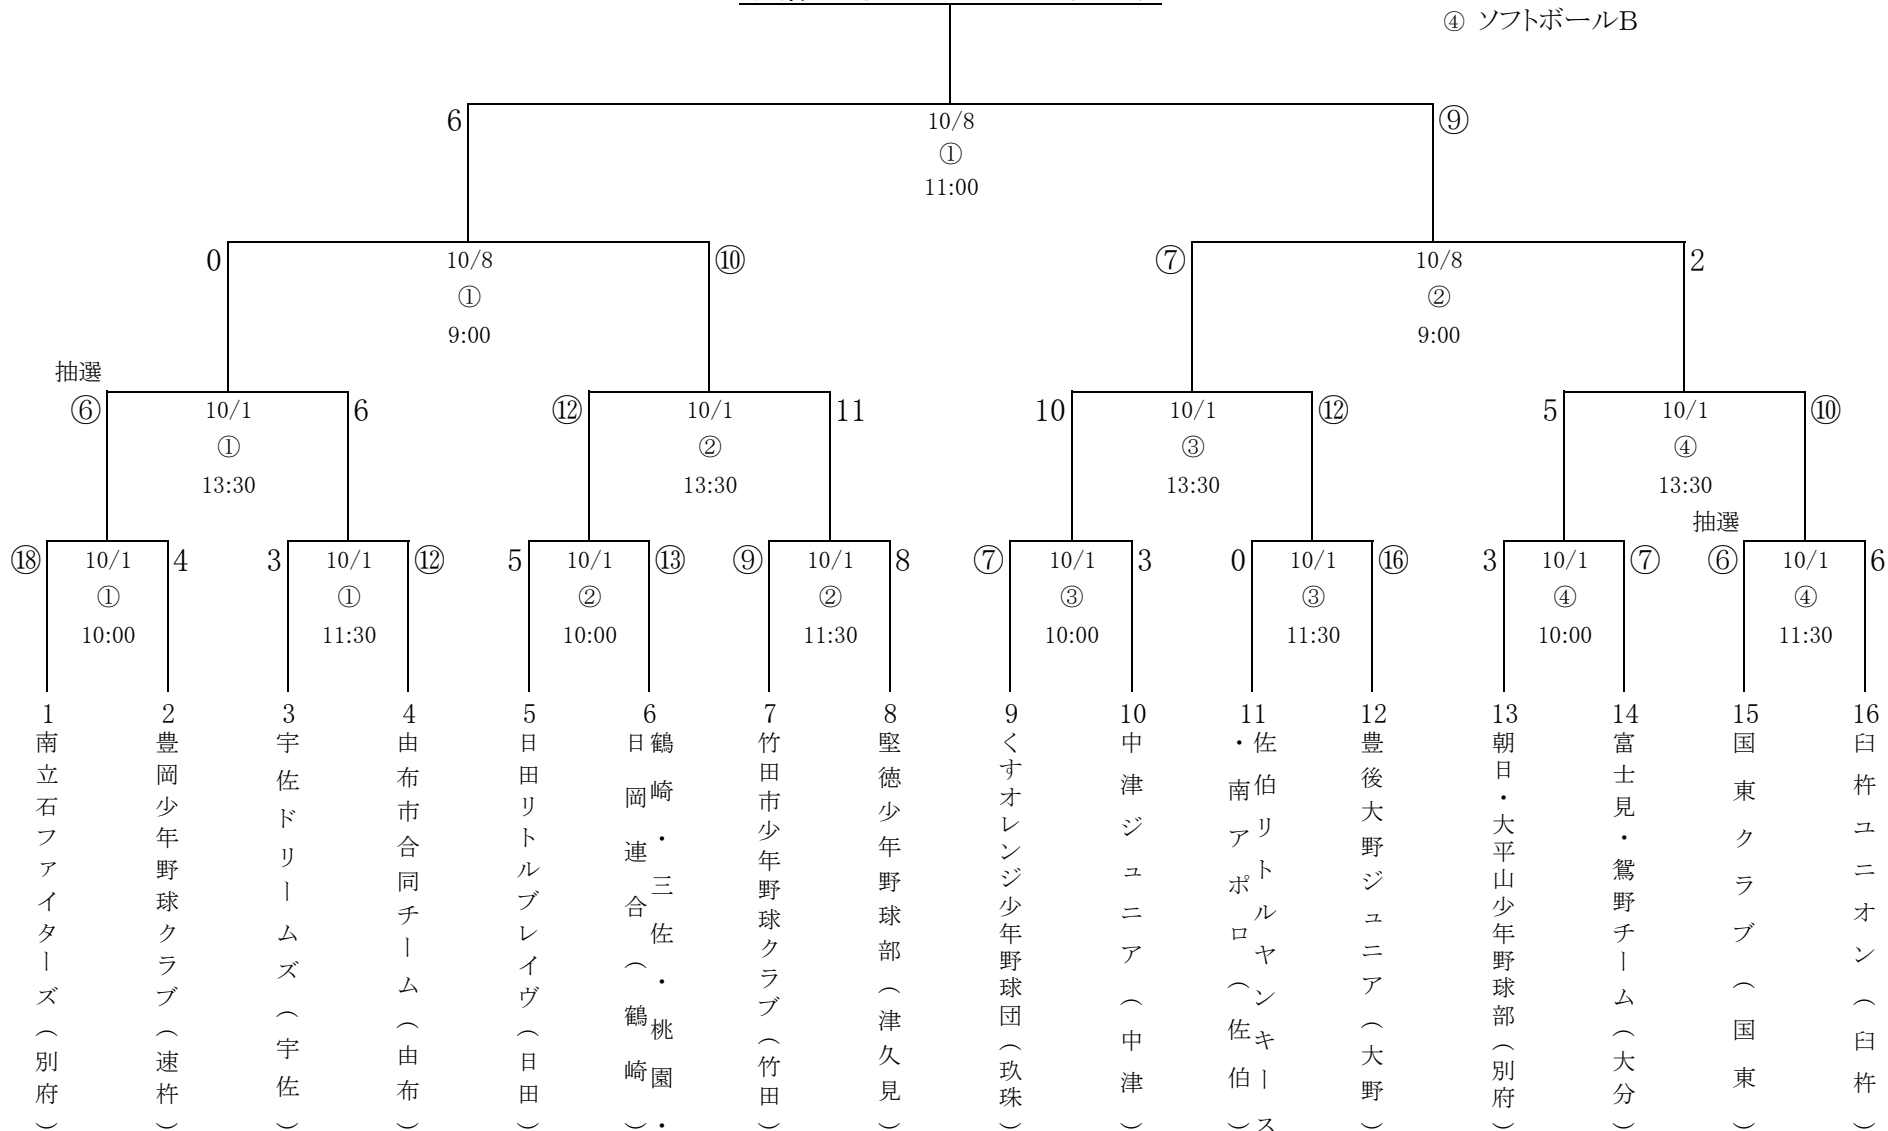 ④ ソフトボールB
6 ⑨
10/8
①
11:00
0 ⑩ ⑦ 2
10/8 10/8
① ②
9:00 9:00
抽選
⑥ 6 ⑫ 11 10 ⑫ 5 ⑩
10/1 10/1 10/1 10/1
① ② ③ ④
13:30 13:30 13:30 13:30
抽選
⑱ 4 3 ⑫ 5 ⑬ ⑨ 8 ⑦ 3 0 ⑯ 3 ⑦ ⑥ 6
10/1 10/1 10/1 10/1 10/1 10/1 10/1 10/1
① ① ② ② ③ ③ ④ ④
10:00 11:30 10:00 11:30 10:00 11:30 10:00 11:30
1 2 3 4 5 6 7 8 9 10 11 12 13 14 15 16
南立石ファイターズ(別府)
豊岡少年野球クラブ(速杵)
宇佐ドリームズ(宇佐)
由布市合同チーム(由布)
日田リトルブレイヴ(日田)
鶴崎・三佐・桃園・
日岡連合(鶴崎)
竹田市少年野球クラブ(竹田)
堅徳少年野球部(津久見)
くすオレンジ少年野球団(玖珠)
中津ジュニア(中津)
佐伯リトルヤンキース
・南アポロ(佐伯)
豊後大野ジュニア(大野)
朝日・大平山少年野球部(別府)
富士見・鴛野チーム(大分)
国東クラブ(国東)
臼杵ユニオン(臼杵)